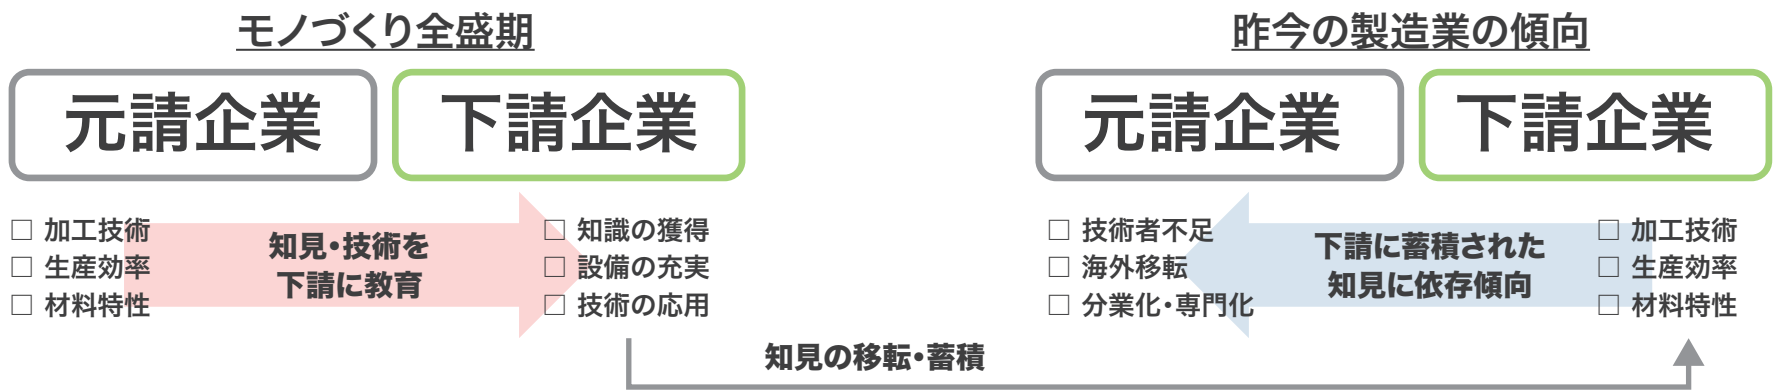 モノづくり全盛期
元請企業
下請企業
□ 加工技術
□ 生産効率
□ 材料特性
知見・技術を
下請に教育
□ 知識の獲得
□ 設備の充実
□ 技術の応用
知見の移転・蓄積
昨今の製造業の傾向
元請企業
下請企業
□ 技術者不足
□ 海外移転
□ 分業化・専門化
下請に蓄積された
知見に依存傾向
□ 加工技術
□ 生産効率
□ 材料特性